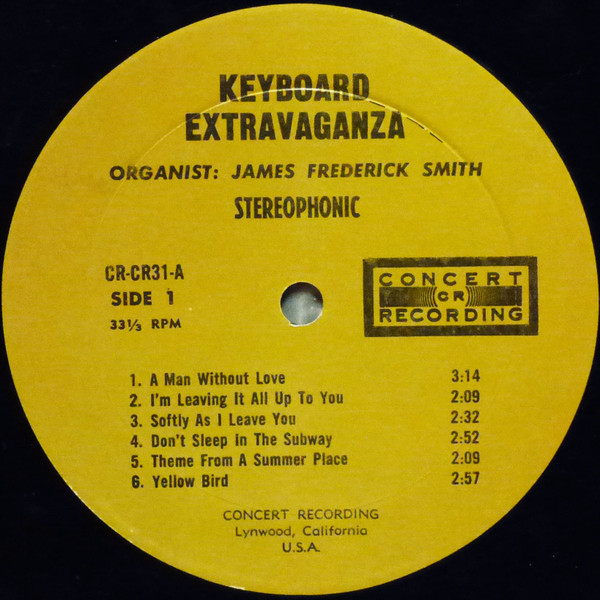 KEYBOARD
EXTRAVAGANZA
ORGANIST: JAMES FREDERICK SMITH
STEREOPHONIC
CR-CR31-A
SIDE 1
33⅓ RPM
CONCERT
CR
RECORDING
1. A Man Without Love 3:14
2. I'm Leaving It All Up To You 2:09
3. Softly As I Leave You 2:32
4. Don't Sleep in The Subway 2:52
5. Theme From A Summer Place 2:09
6. Yellow Bird 2:57
CONCERT RECORDING
Lynwood, California
U.S.A.